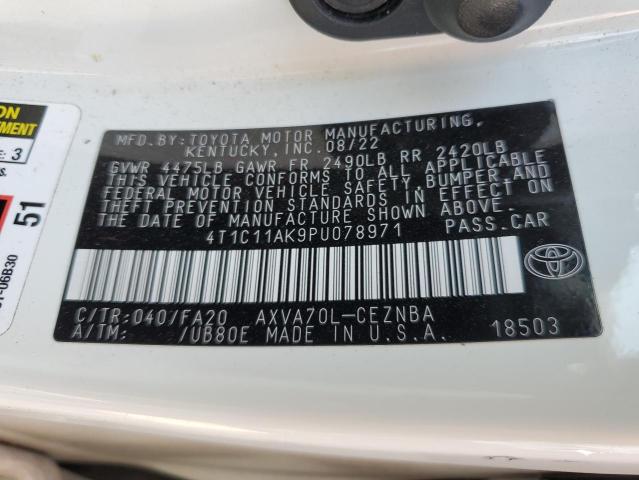 MFD. BY: TOYOTA MOTOR MANUFACTURING,
KENTUCKY, INC. 08/22
GVWR 4475LB GAWR FR 2490LB RR 2420LB
THIS VEHICLE CONFORMS TO ALL APPLICABLE
FEDERAL MOTOR VEHICLE SAFETY, BUMPER, AND
THEFT PREVENTION STANDARDS IN EFFECT ON
THE DATE OF MANUFACTURE SHOWN ABOVE.
4T1C11AK9PU078971 PASS. CAR
C/TR: 040/FA20 AXVA70L-CEZNBA
A/TM: /UB80E MADE IN U.S.A. 18503
3
51